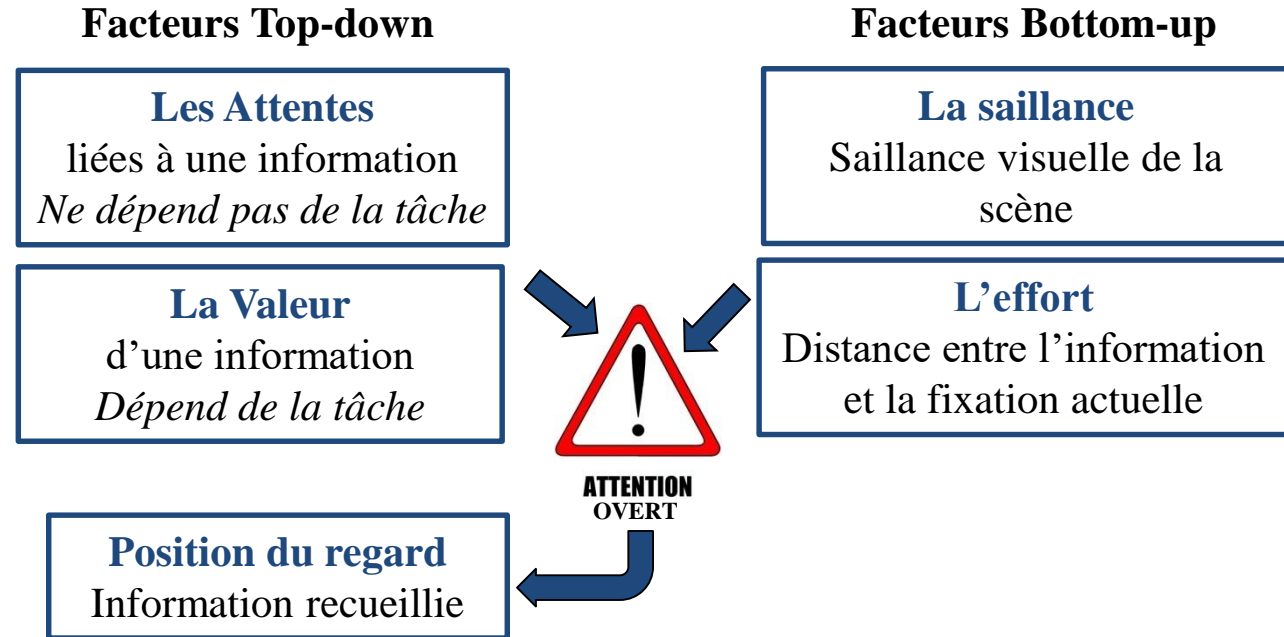 Facteurs Top-down
Les Attentes
liées à une information
Ne dépend pas de la tâche
La Valeur
d'une information
Dépend de la tâche
Facteurs Bottom-up
La saillance
Saillance visuelle de la
scène
L'effort
Distance entre l'information
et la fixation actuelle
!
ATTENTION
OVERT
Position du regard
Information recueillie